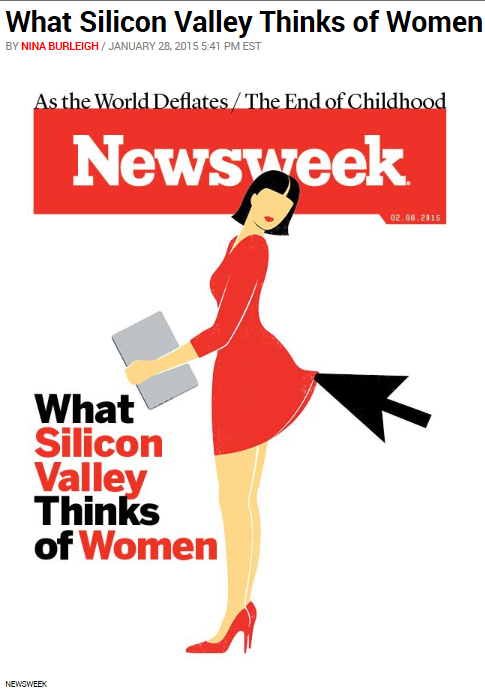 What Silicon Valley Thinks of Women
BY NINA BURLEIGH / JANUARY 28, 2015 5:41 PM EST
As the World Deflates / The End of Childhood
Newsweek
02.06.2015
What
Silicon
Valley
Thinks
of Women
NEWSWEEK